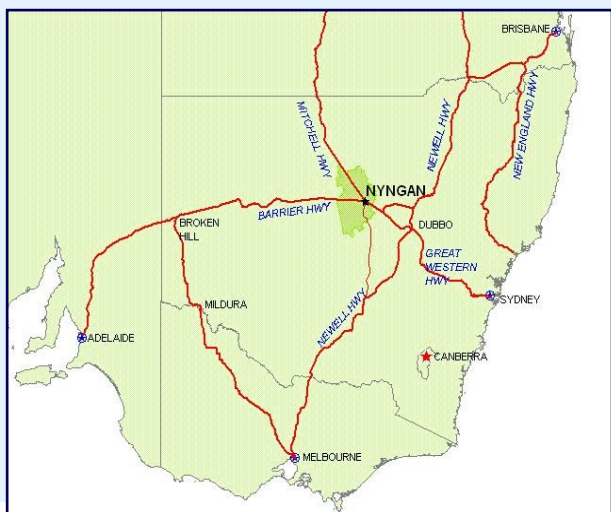 BRISBANE
MITCHELL HWY
NEWELL HWY
NEW ENGLAND HWY
NYNGAN
BARRIER HWY
BROKEN
HILL
DUBBO
GREAT
WESTERN
HWY
MILDURA
SYDNEY
NEWELL HWY
ADELAIDE
CANBERRA
MELBOURNE